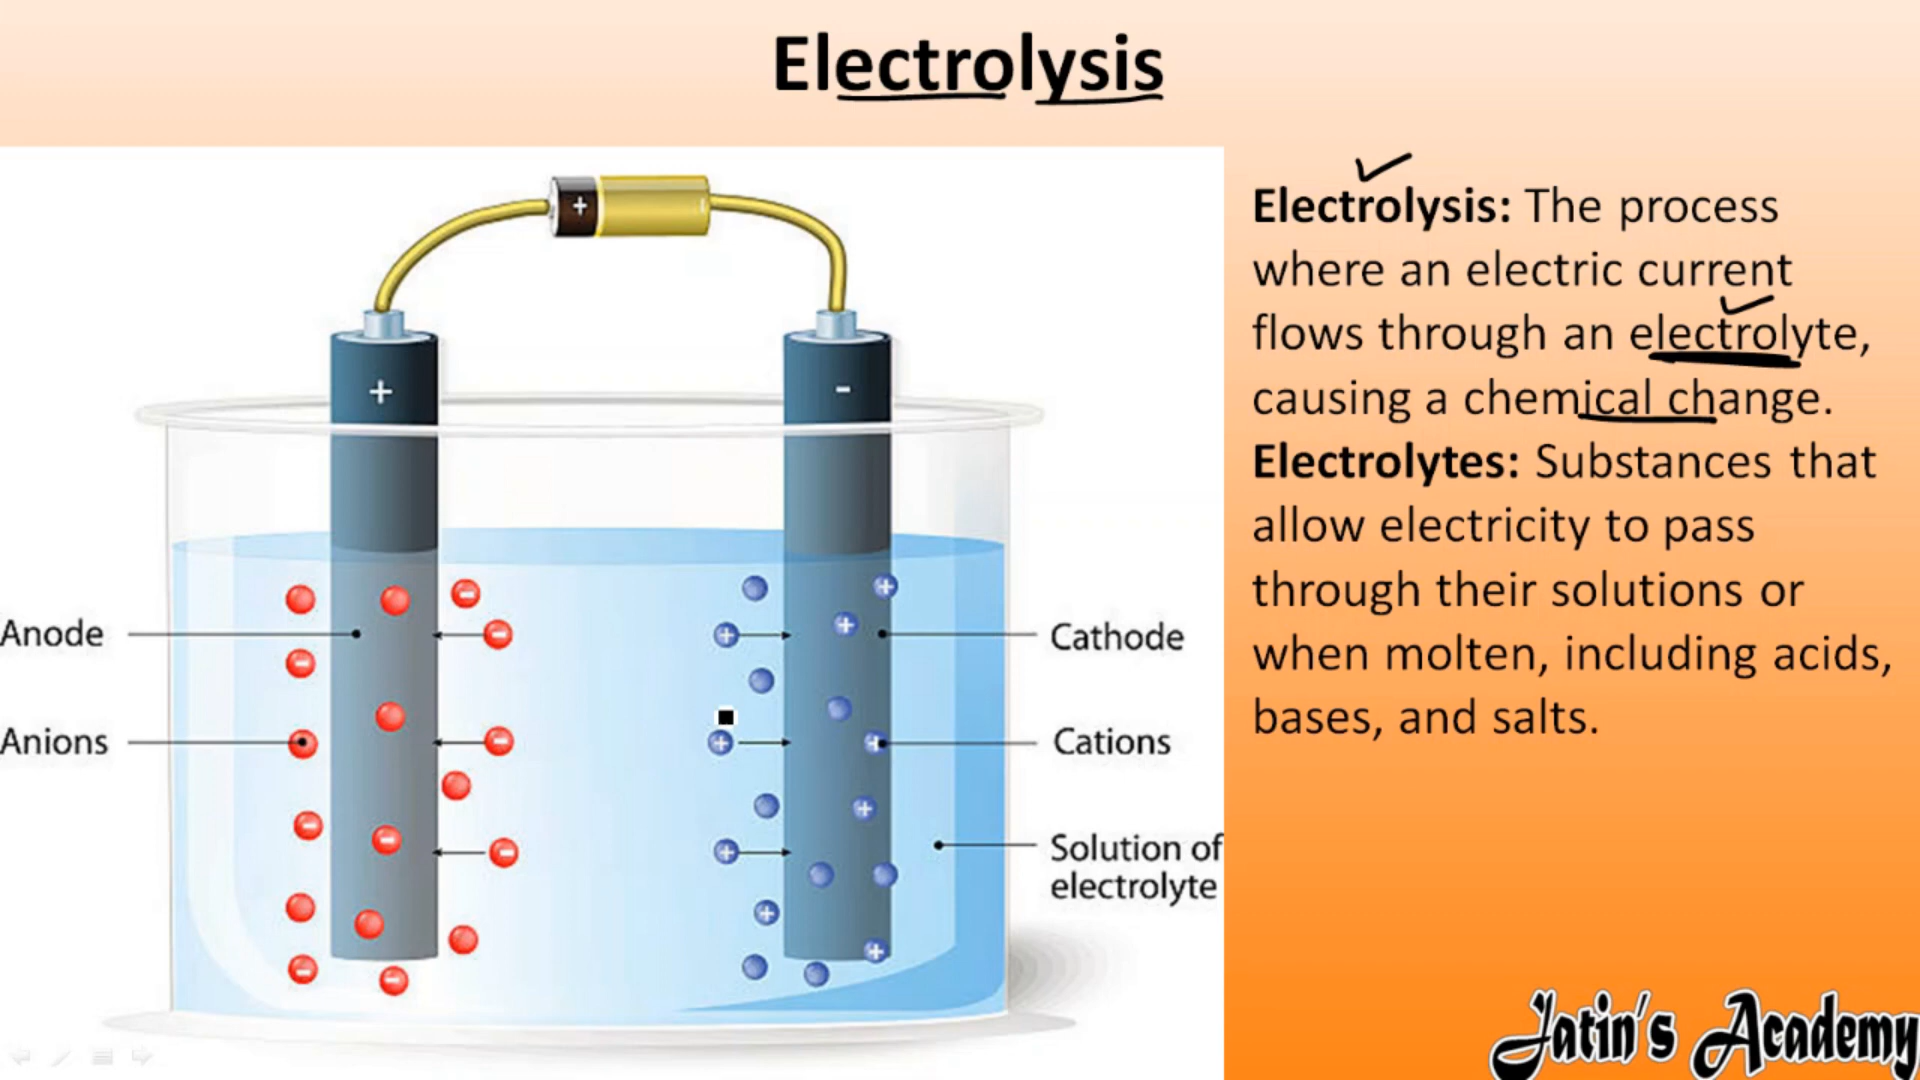 Electrolysis
+
+
-
Anode
Anions
Cathode
Cations
Solution of
electrolyte
Electrolysis: The process
where an electric current
flows through an electrolyte,
causing a chemical change.
Electrolytes: Substances that
allow electricity to pass
through their solutions or
when molten, including acids,
bases, and salts.
Jatin's Academy